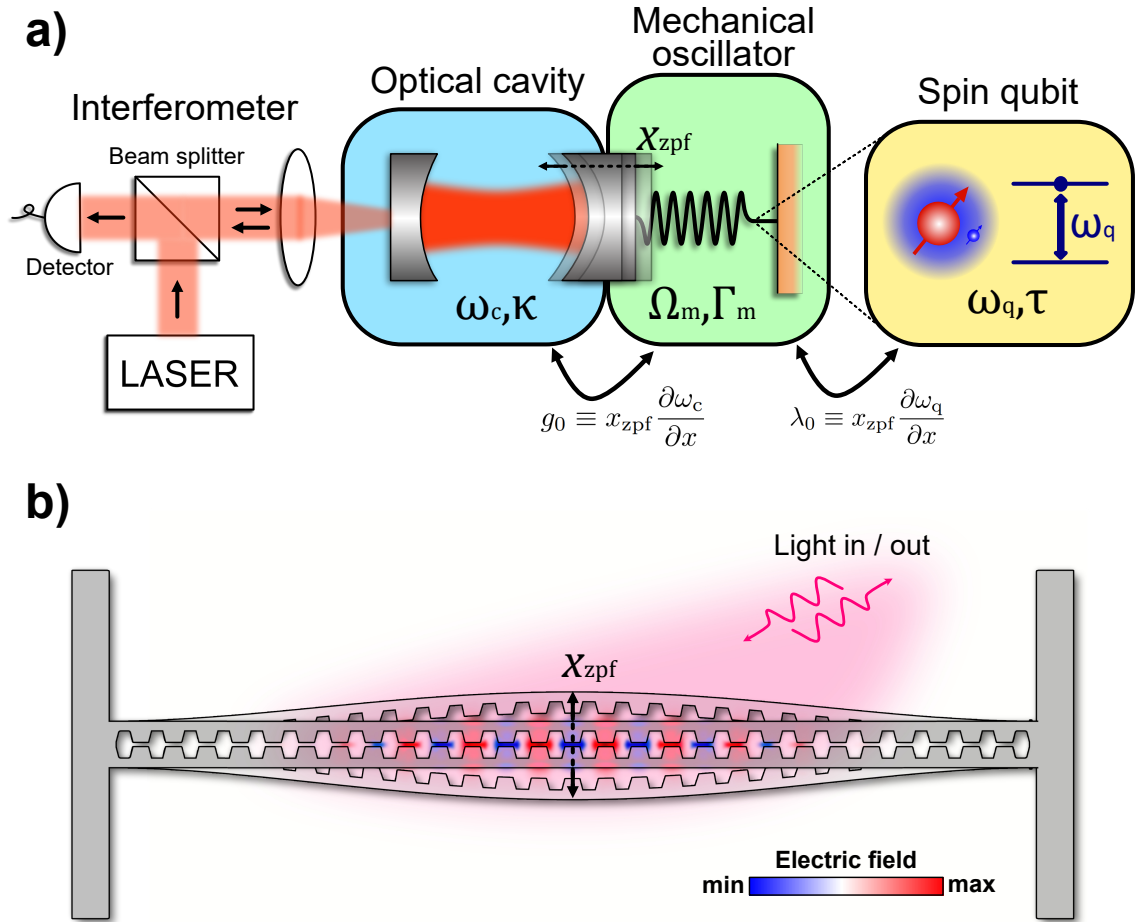 a)
Interferometer
Optical cavity
Mechanical
oscillator
Spin qubit
Beam splitter
Detector
LASER
xzpf
ωc,κ
Ωm,Γm
ωq
ωq,τ
g0 ≡ xzpf ∂ωc/∂x
λ0 ≡ xzpf ∂ωq/∂x
b)
Light in / out
xzpf
Electric field
min max